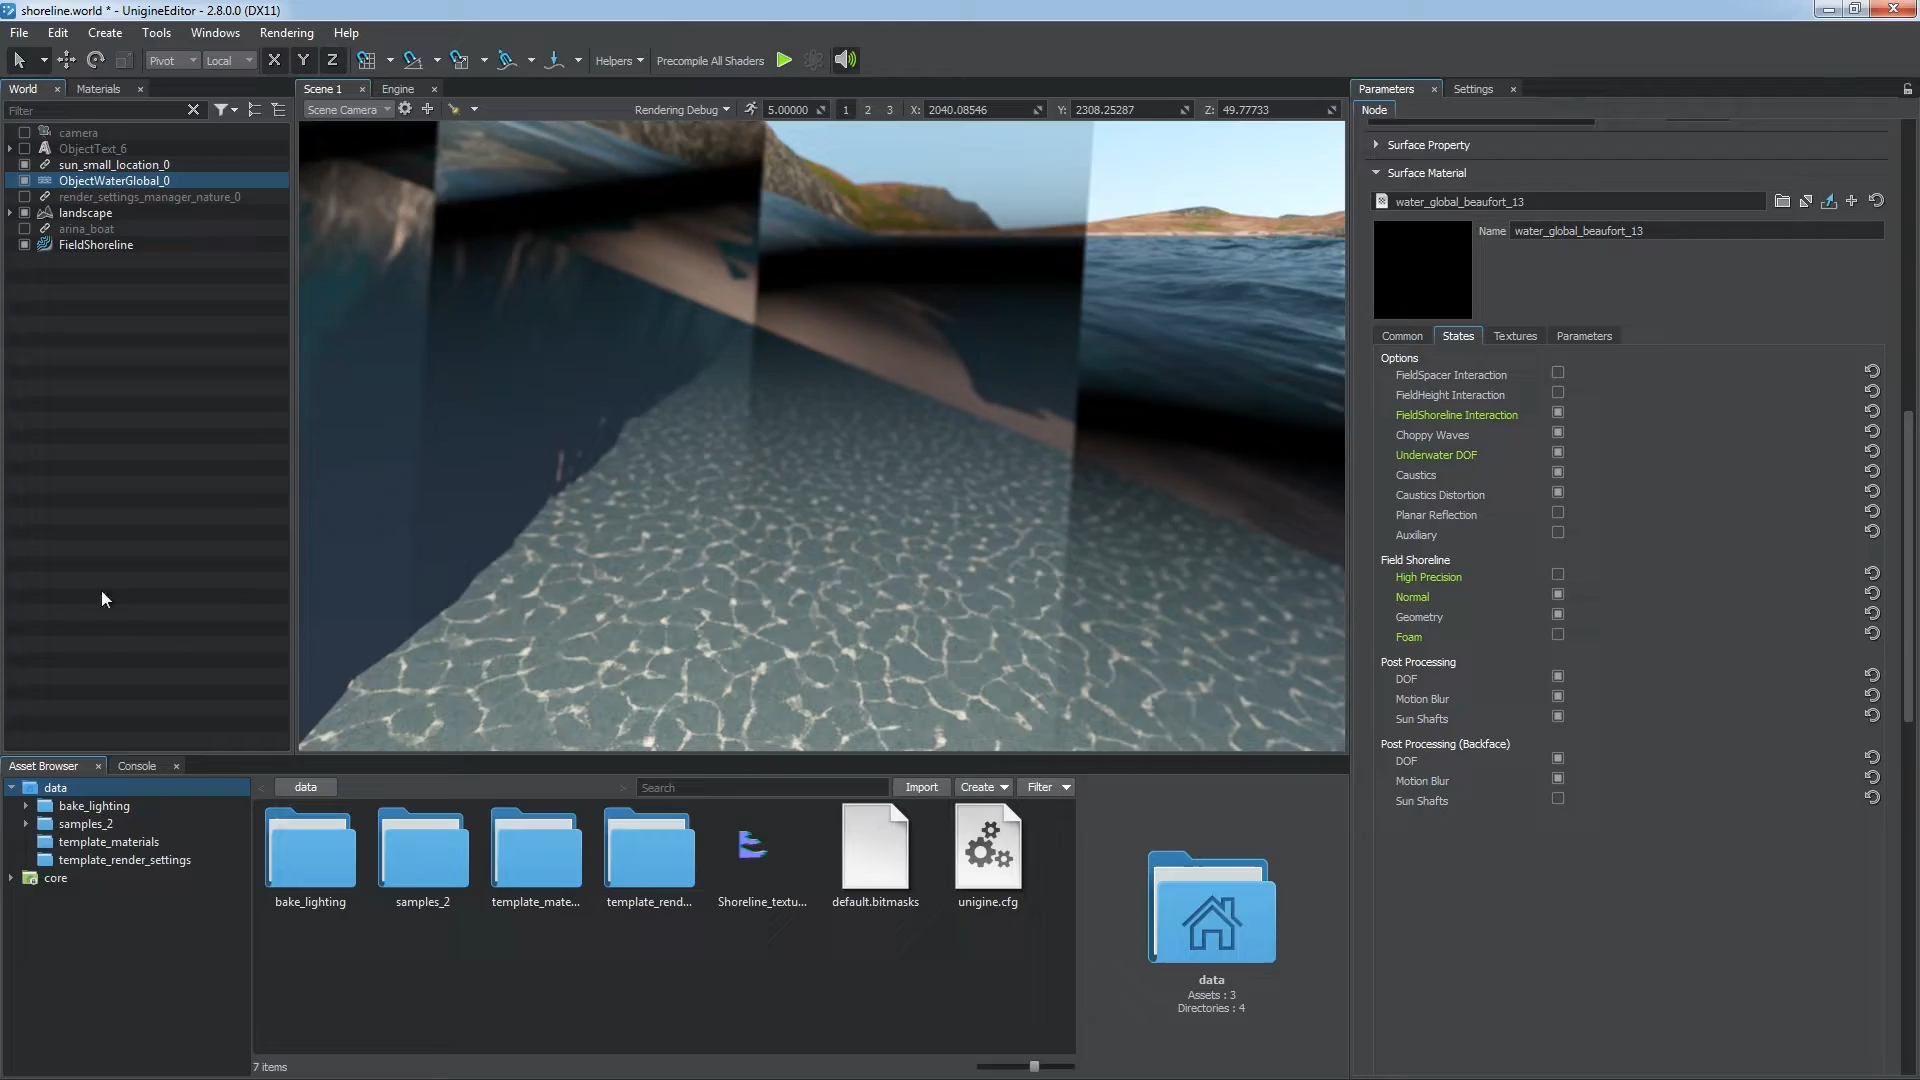 shoreline.world * - UnigineEditor - 2.8.0.0 (DX11)
File Edit Create Tools Windows Rendering Help
Pivot Local X Y Z Helpers Precompile All Shaders
World Materials
Filter
camera
ObjectText_6
sun_small_location_0
ObjectWaterGlobal_0
render_settings_manager_nature_0
landscape
arina_boat
FieldShoreline
Scene 1 Engine
Scene Camera Rendering Debug 5.00000 1 2 3 X: 2040.08546 Y: 2308.25287 Z: 49.77733
Parameters Settings
Node
Surface Property
Surface Material
water_global_beaufort_13
Name water_global_beaufort_13
Common States Textures Parameters
Options
FieldSpacer Interaction
FieldHeight Interaction
FieldShoreline Interaction
Choppy Waves
Underwater DOF
Caustics
Caustics Distortion
Planar Reflection
Auxiliary
Field Shoreline
High Precision
Normal
Geometry
Foam
Post Processing
DOF
Motion Blur
Sun Shafts
Post Processing (Backface)
DOF
Motion Blur
Sun Shafts
Asset Browser Console
data
bake_lighting
samples_2
template_materials
template_render_settings
core
data Search Import Create Filter
bake_lighting samples_2 template_mate... template_rend... Shoreline_textu... default.bitmasks unigine.cfg
data
Assets : 3
Directories : 4
7 items